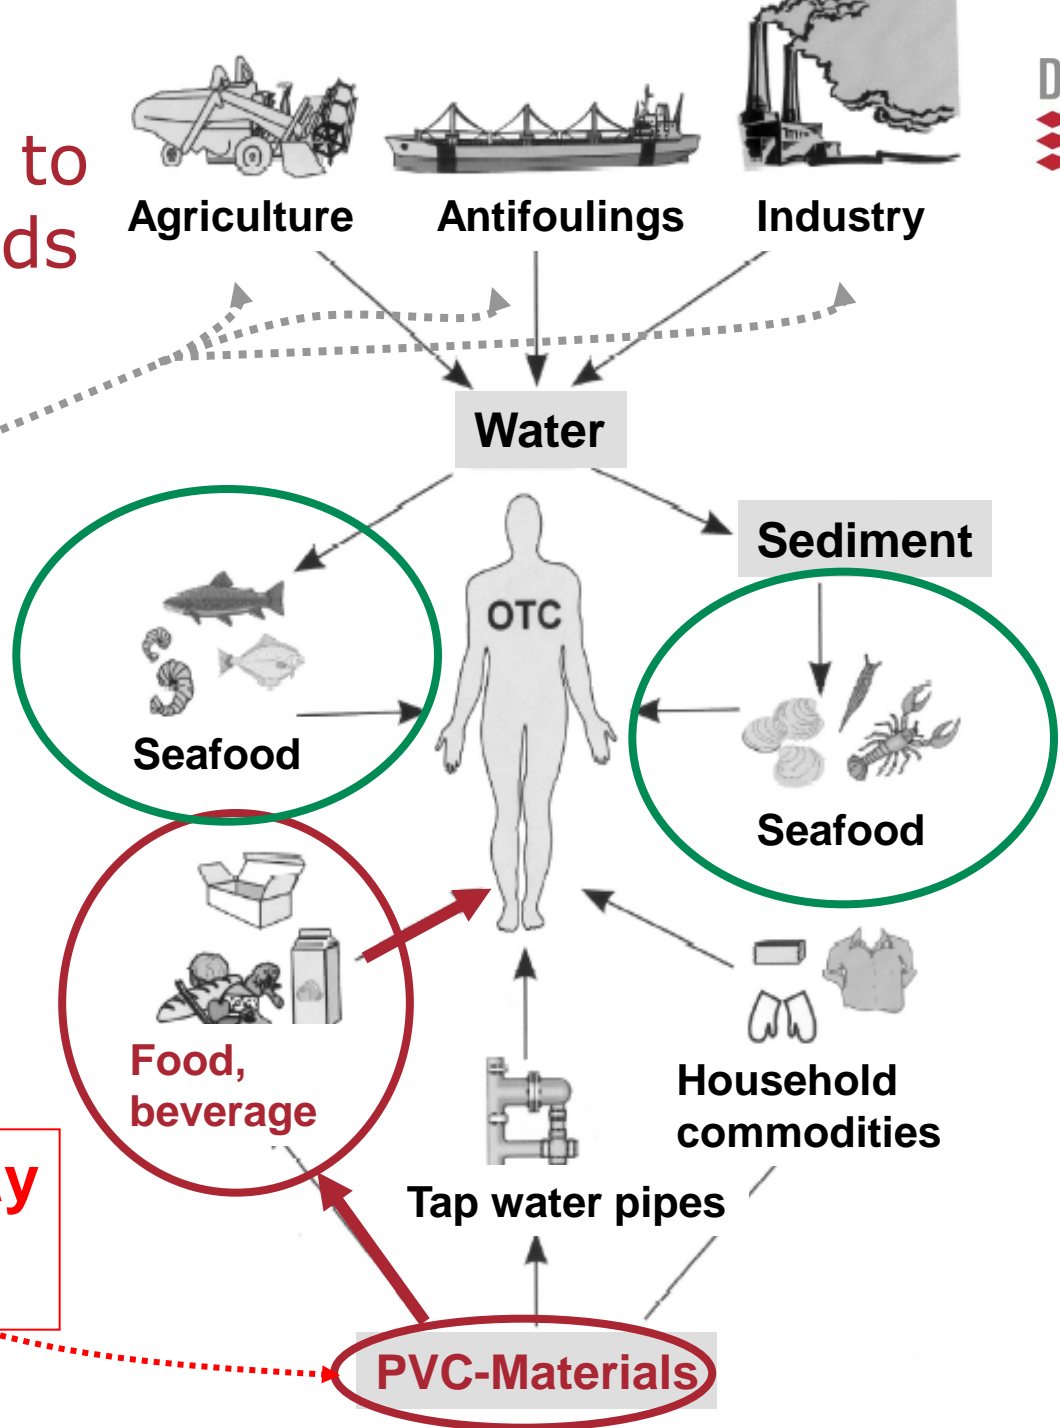 to
ds
D
Agriculture
Antifoulings
Industry
Water
Sediment
OTC
Seafood
Seafood
Food,
beverage
Household
commodities
y
Tap water pipes
PVC-Materials